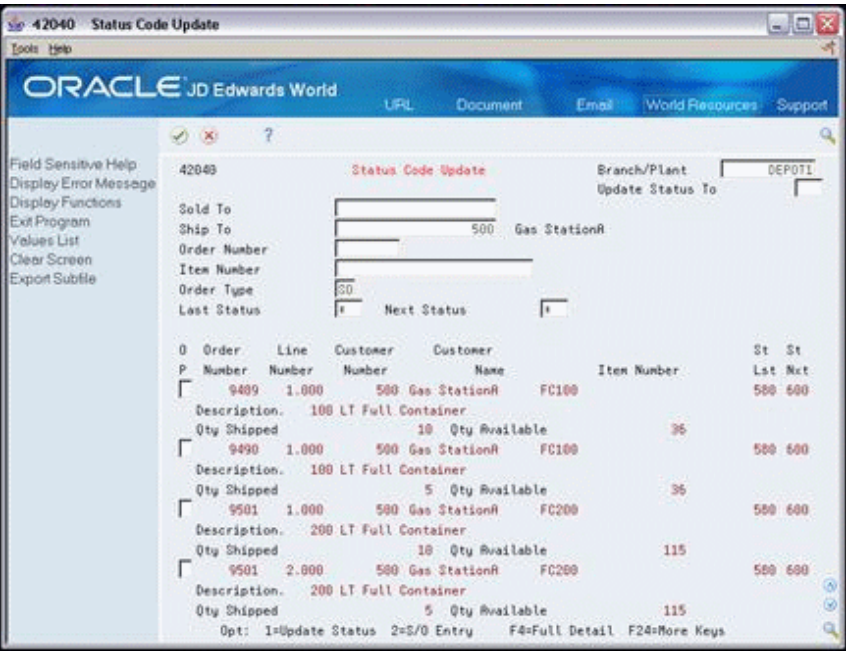 42040 Status Code Update
Tools Help
ORACLE JD Edwards World
URL Document Email World Resources Support
?
Field Sensitive Help
Display Error Message
Display Functions
Exit Program
Values List
Clear Screen
Export Subfile
42040 Status Code Update Branch/Plant DEPOT1
Update Status To
Sold To
Ship To 500 Gas StationA
Order Number
Item Number
Order Type SO
Last Status * Next Status *
O Order Line Customer Customer St St
P Number Number Number Name Item Number Lst Nxt
9489 1.000 500 Gas StationA FC100 580 600
Description. 100 LT Full Container
Qty Shipped 10 Qty Available 36
9490 1.000 500 Gas StationA FC100 580 600
Description. 100 LT Full Container
Qty Shipped 5 Qty Available 36
9501 1.000 500 Gas StationA FC200 580 600
Description. 200 LT Full Container
Qty Shipped 10 Qty Available 115
9501 2.000 500 Gas StationA FC200 580 600
Description. 200 LT Full Container
Qty Shipped 5 Qty Available 115
Opt: 1=Update Status 2=S/O Entry F4=Full Detail F24=More Keys